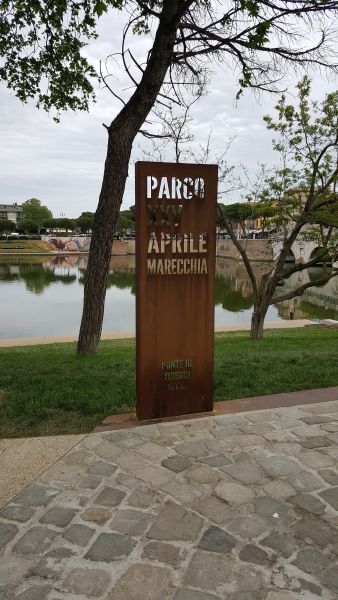 PARCO
XXV
APRILE
MARECCHIA
PONTE DI
TIBERIO